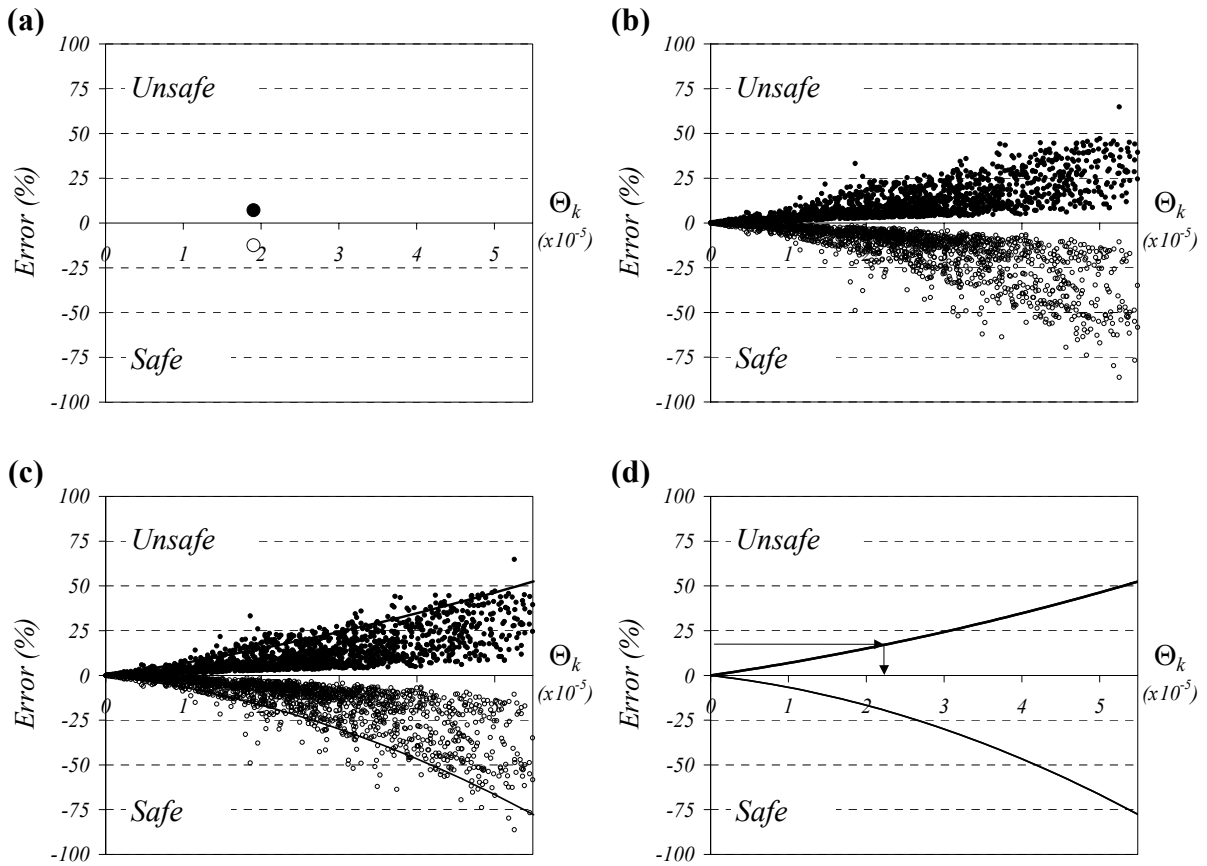 (a)
100
75
Unsafe
50
25
0
-25
-50
-75
Safe
-100
Error (%)
0 1 2 3 4 5
Θk
(x10-5)
(b)
100
75
Unsafe
50
25
0
-25
-50
-75
Safe
-100
Error (%)
0 1 2 3 4 5
Θk
(x10-5)
(c)
100
75
Unsafe
50
25
0
-25
-50
-75
Safe
-100
Error (%)
0 1 2 3 4 5
Θk
(x10-5)
(d)
100
75
Unsafe
50
25
0
-25
-50
-75
Safe
-100
Error (%)
0 1 2 3 4 5
Θk
(x10-5)